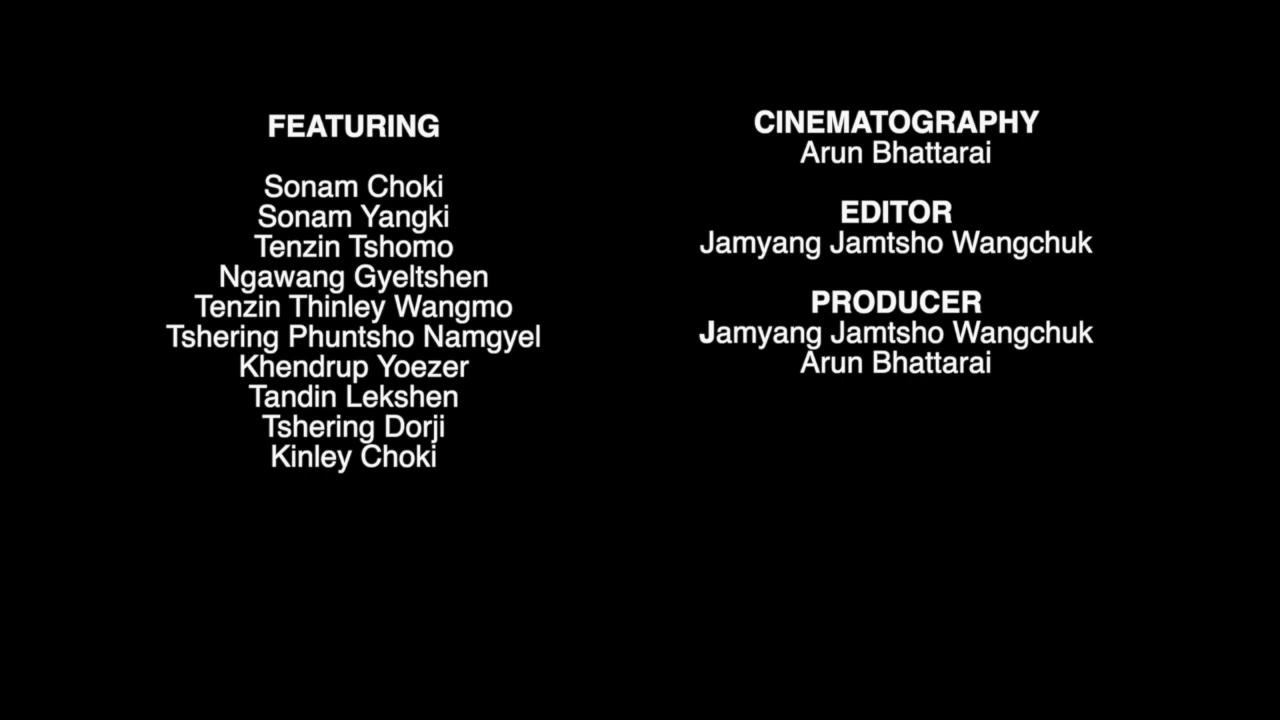 FEATURING
Sonam Choki
Sonam Yangki
Tenzin Tshomo
Ngawang Gyeltshen
Tenzin Thinley Wangmo
Tshering Phuntsho Namgyel
Khendrup Yoezer
Tandin Lekshen
Tshering Dorji
Kinley Choki
CINEMATOGRAPHY
Arun Bhattarai
EDITOR
Jamyang Jamtsho Wangchuk
PRODUCER
Jamyang Jamtsho Wangchuk
Arun Bhattarai